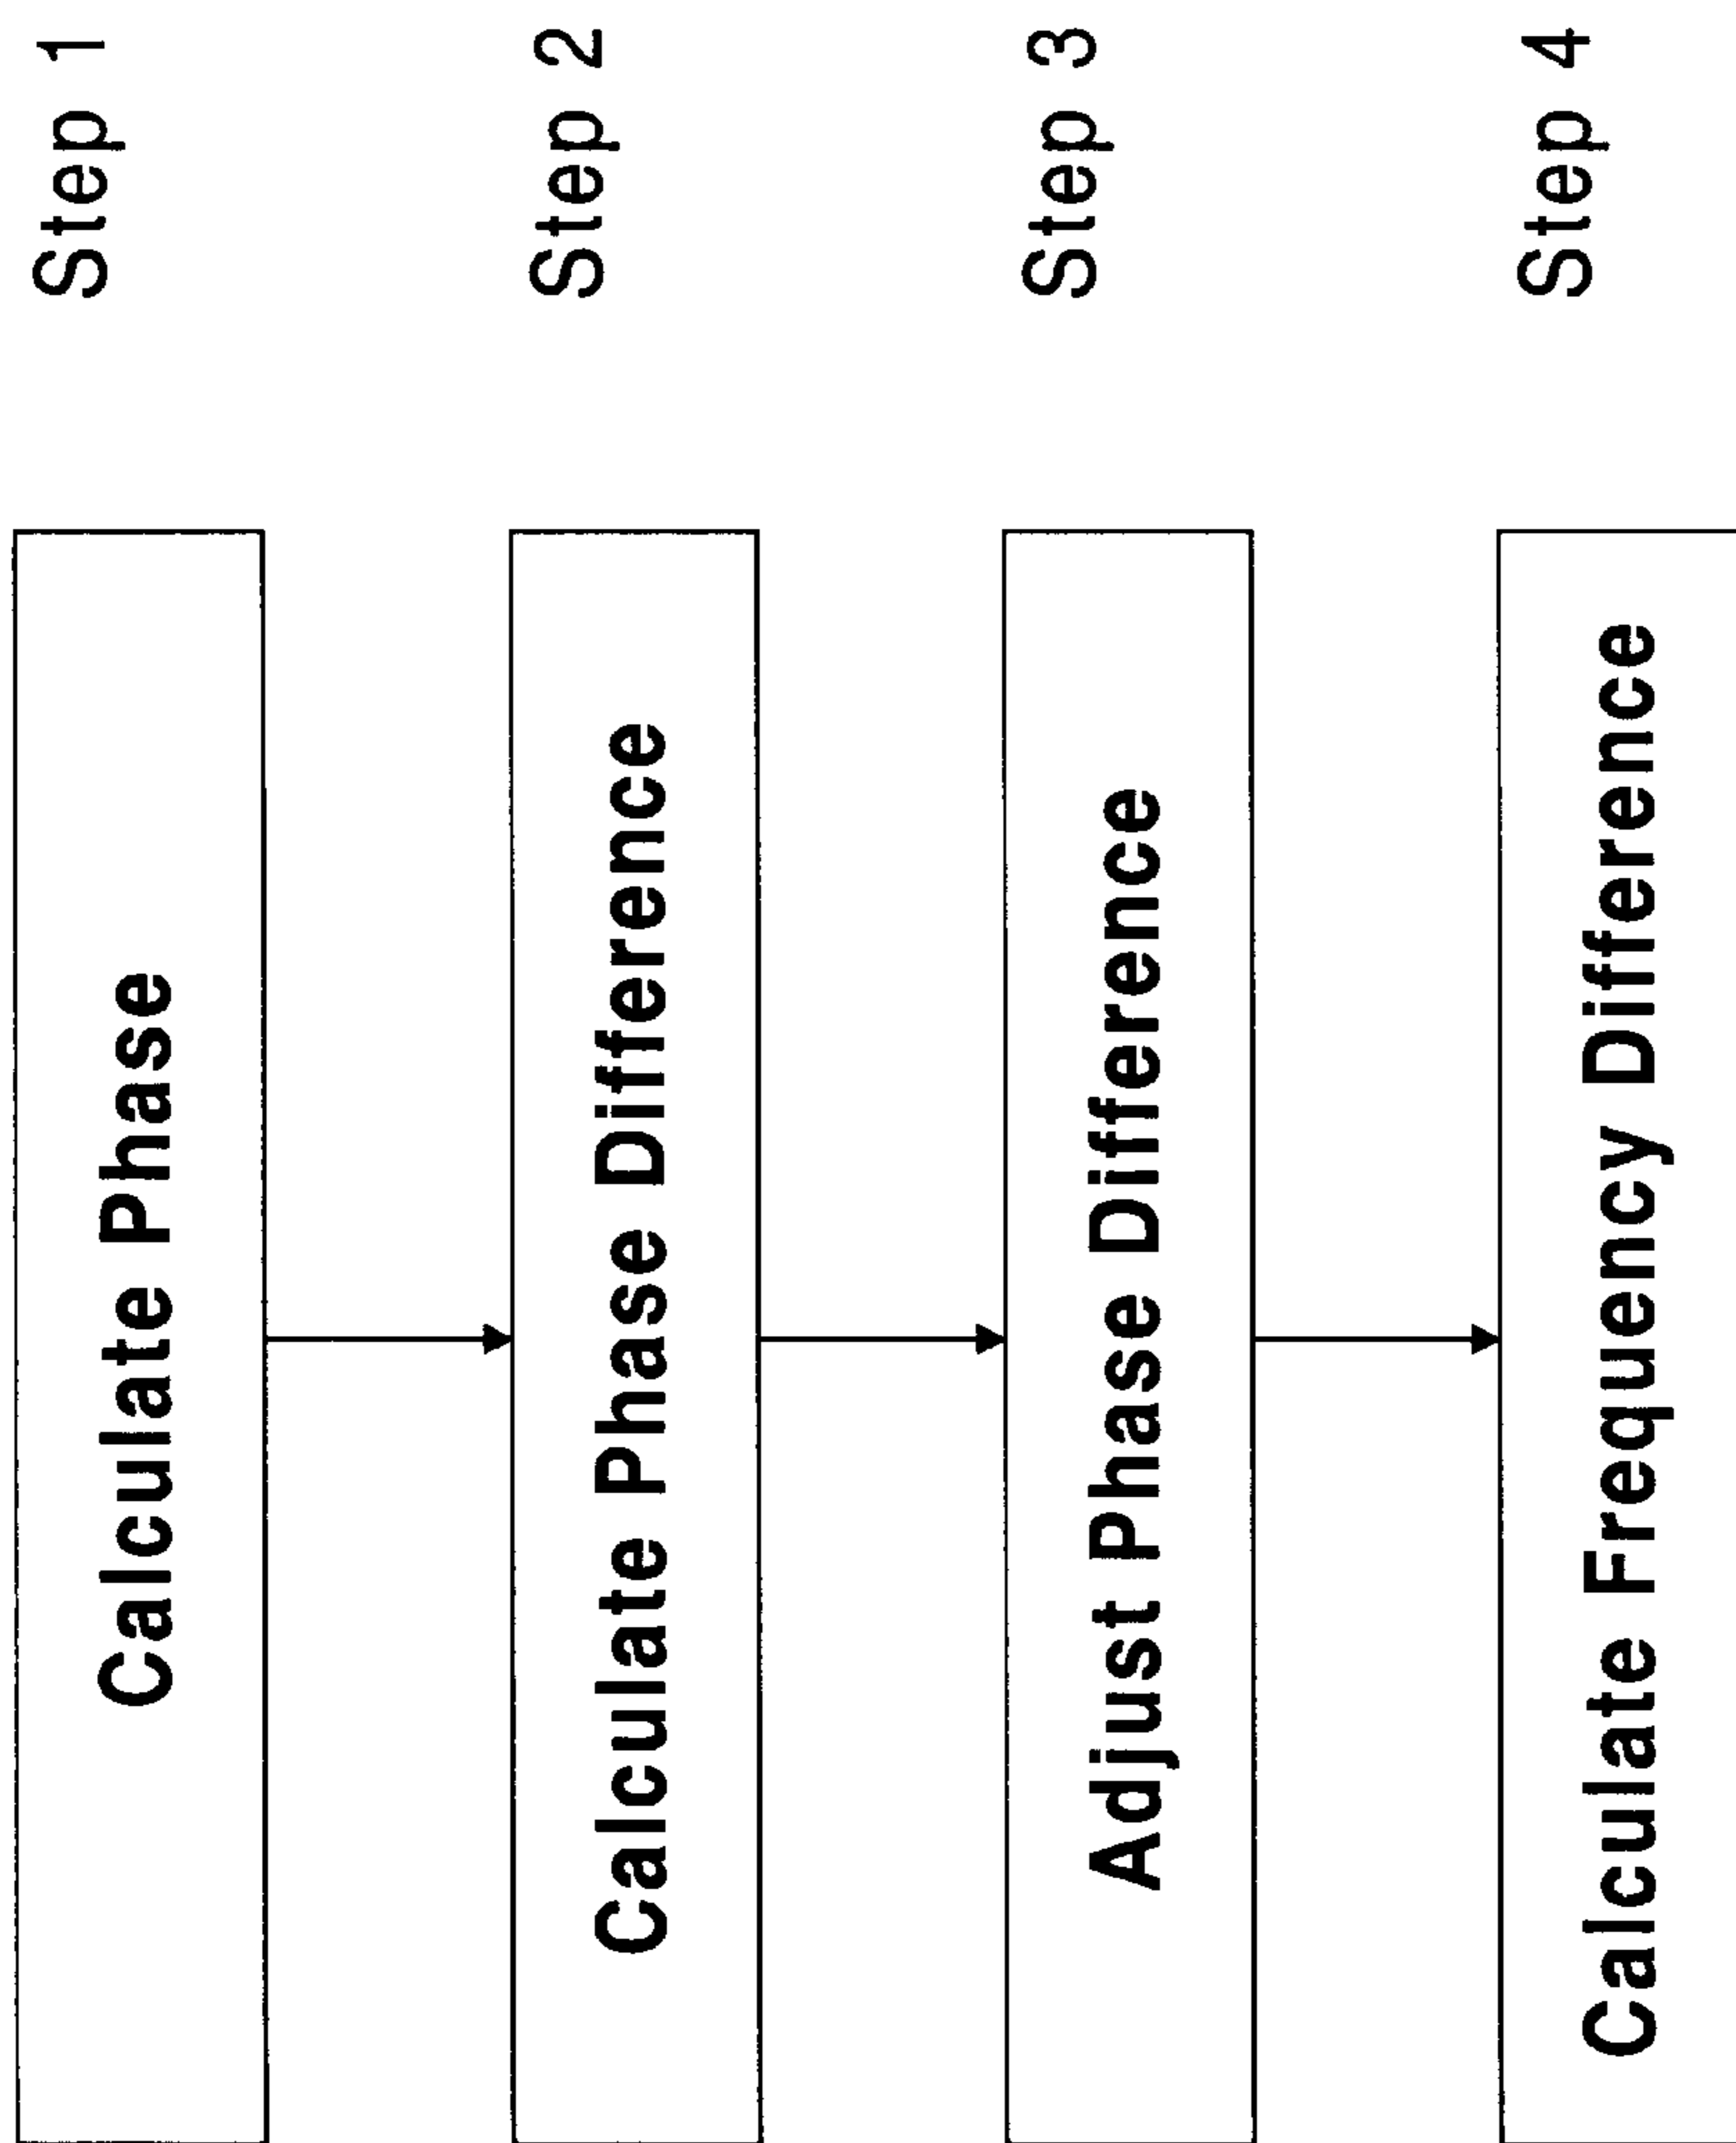 Calculate Phase
Step 1
Calculate Phase Difference
Step 2
Adjust Phase Difference
Step 3
Calculate Frequency Difference
Step 4